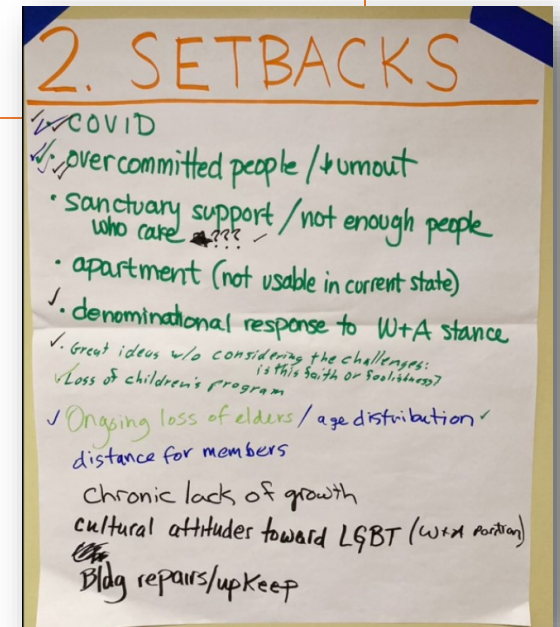 2. SETBACKS
COVID
• overcommitted people / burnout
• sanctuary support / not enough people
who care ???
• apartment (not usable in current state)
• denominational response to W+A stance
• Great ideas w/o considering the challenges:
is this faith or foolishness?
Loss of children's program
Ongoing loss of elders / age distribution
distance for members
Chronic lack of growth
cultural attitudes toward LGBT (W+A portion)
Bldg repairs/upkeep